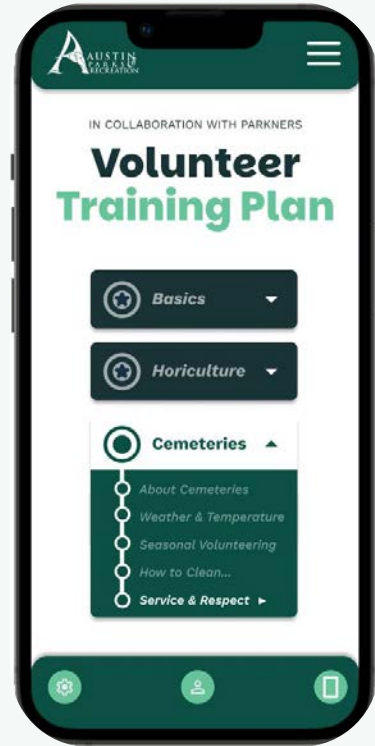 AUSTIN
PARKS &
RECREATION
IN COLLABORATION WITH PARKNERS
Volunteer
Training Plan
Basics
Horiculture
Cemeteries
About Cemeteries
Weather & Temperature
Seasonal Volunteering
How to Clean...
Service & Respect